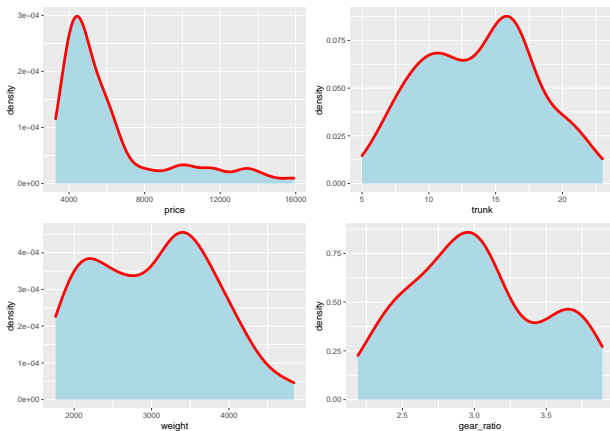 density
3e−04
2e−04
1e−04
0e+00
4000 8000 12000 16000
price
density
0.075
0.050
0.025
0.000
5 10 15 20
trunk
density
4e−04
3e−04
2e−04
1e−04
0e+00
2000 3000 4000
weight
density
0.75
0.50
0.25
0.00
2.5 3.0 3.5
gear_ratio